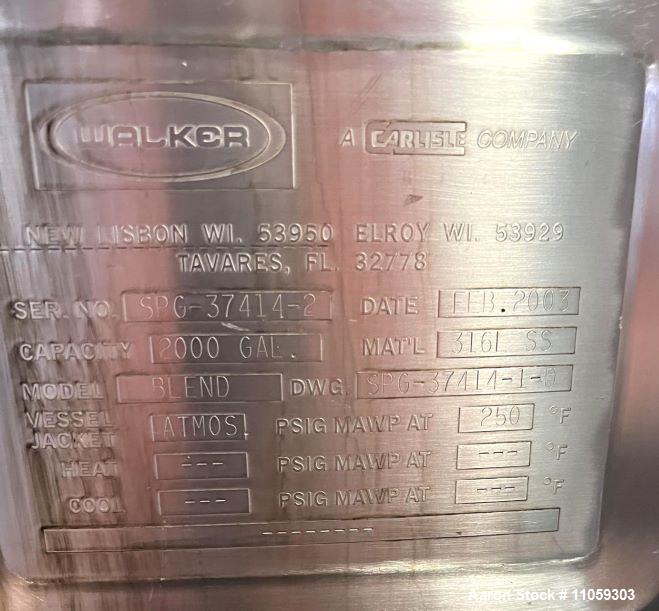 WALKER A CARLISLE COMPANY
NEW LISBON WI. 53950 ELROY WI. 53929
TAVARES, FL. 32778
SER. NO. SPG-37414-2 DATE FEB. 2003
CAPACITY 2000 GAL. MAT'L 316L SS
MODEL BLEND DWG. SPG-37414-1-D
VESSEL JACKET ATMOS PSIG MAWP AT 250 °F
HEAT --- PSIG MAWP AT --- °F
COOL --- PSIG MAWP AT --- °F
--------
Aaron Stock # 11059303